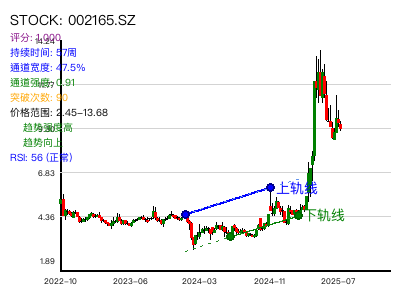 STOCK: 002165.SZ
评分: 1.000
持续时间: 57周
通道宽度: 47.5%
通道强度: 0.91
突破次数:
价格范围: 2.45-13.68
趋势强度高
趋势向上
RSI: 56 (正常)
6.83
4.36
1.89
上轨线
下轨线
2022-10
2023-06
2024-03
2024-11
2025-07